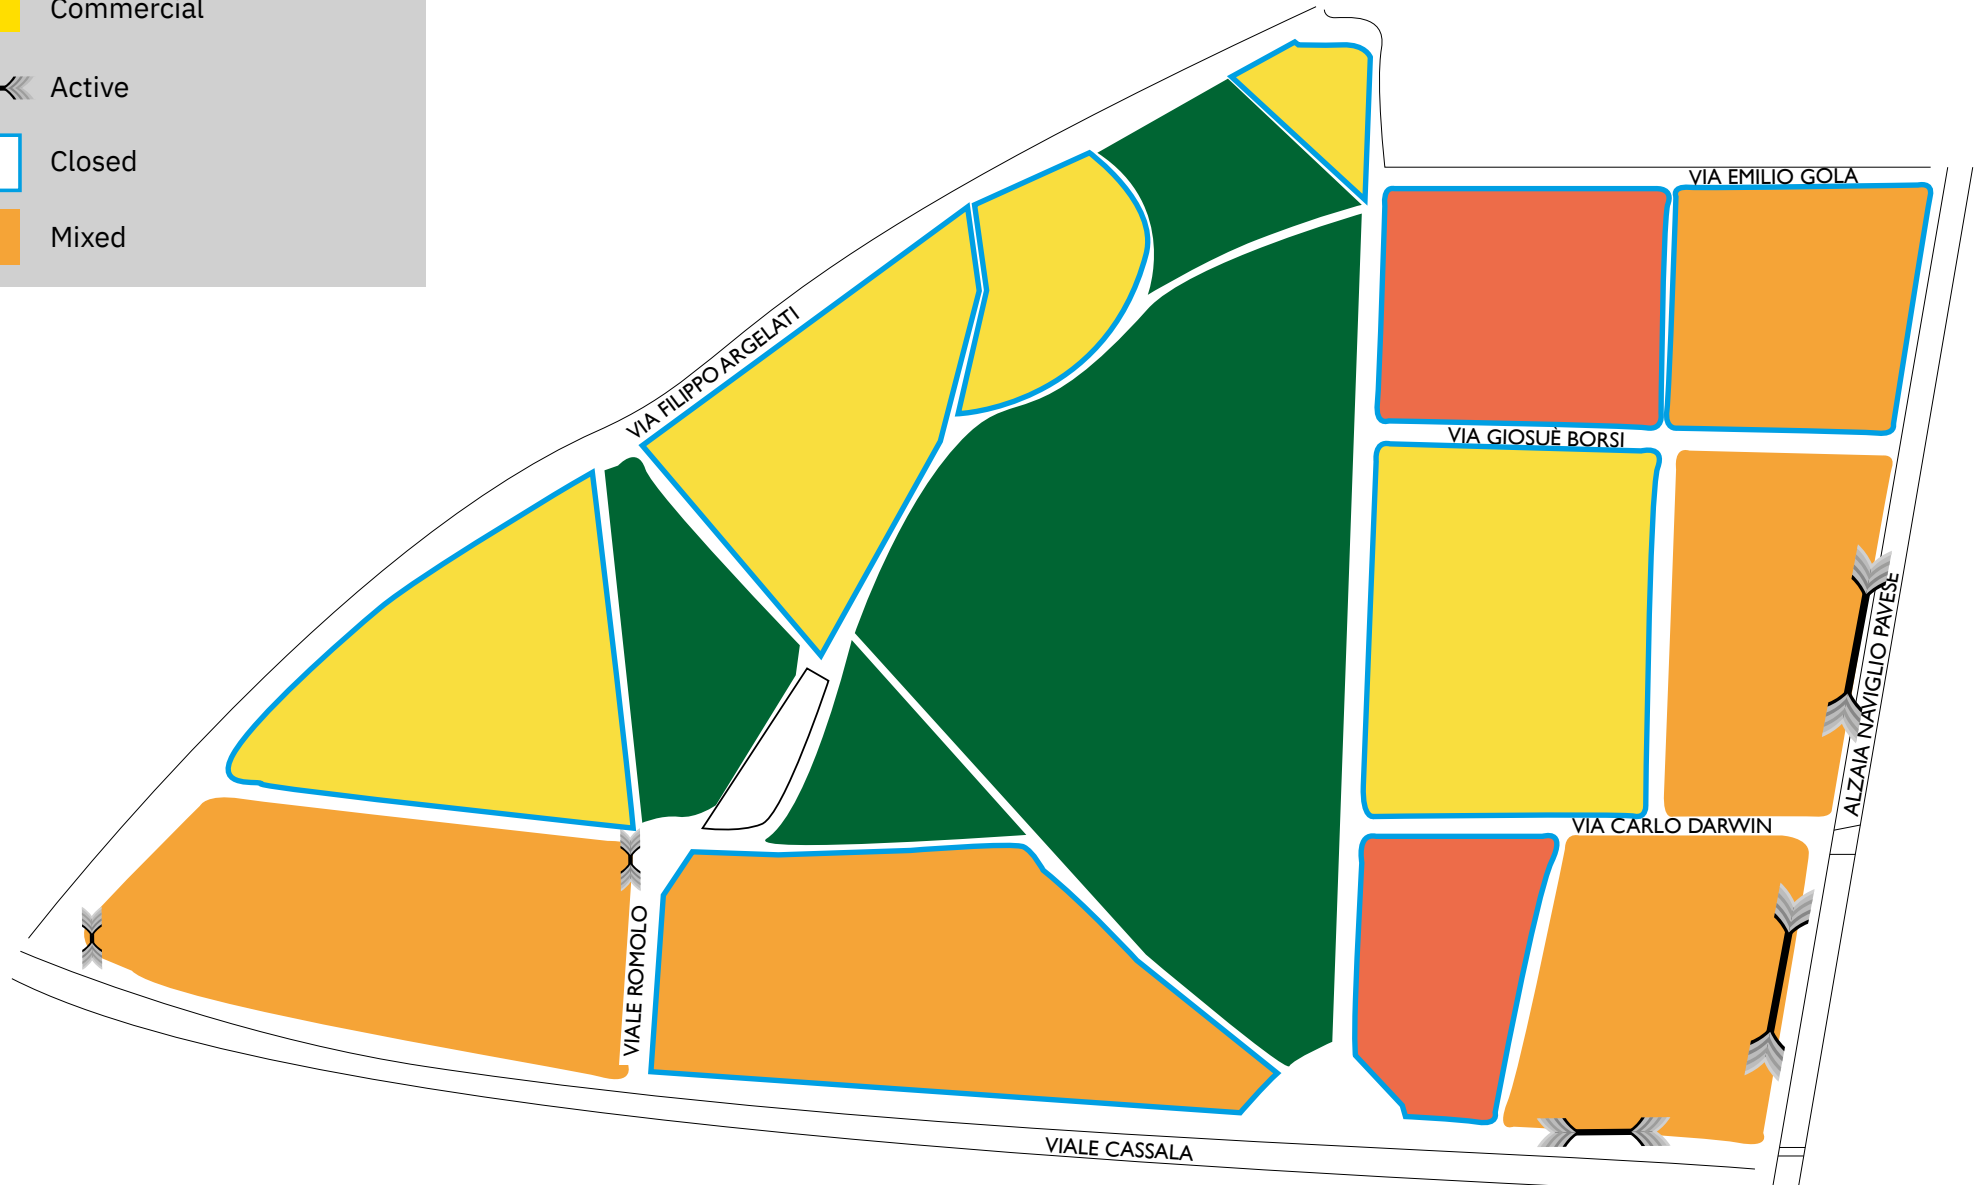 Commercial
Active
Closed
Mixed
VIA EMILIO GOLA
VIA FILIPPO ARGELATI
VIA GIOSUÈ BORSI
ALZAIA NAVIGLIO PAVESE
VIA CARLO DARWIN
VIALE ROMOLO
VIALE CASSALA